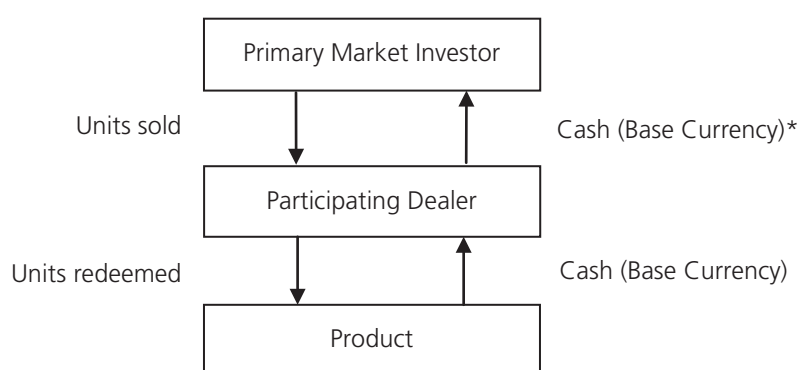 Primary Market Investor
Units sold
Cash (Base Currency)*
Participating Dealer
Units redeemed
Cash (Base Currency)
Product